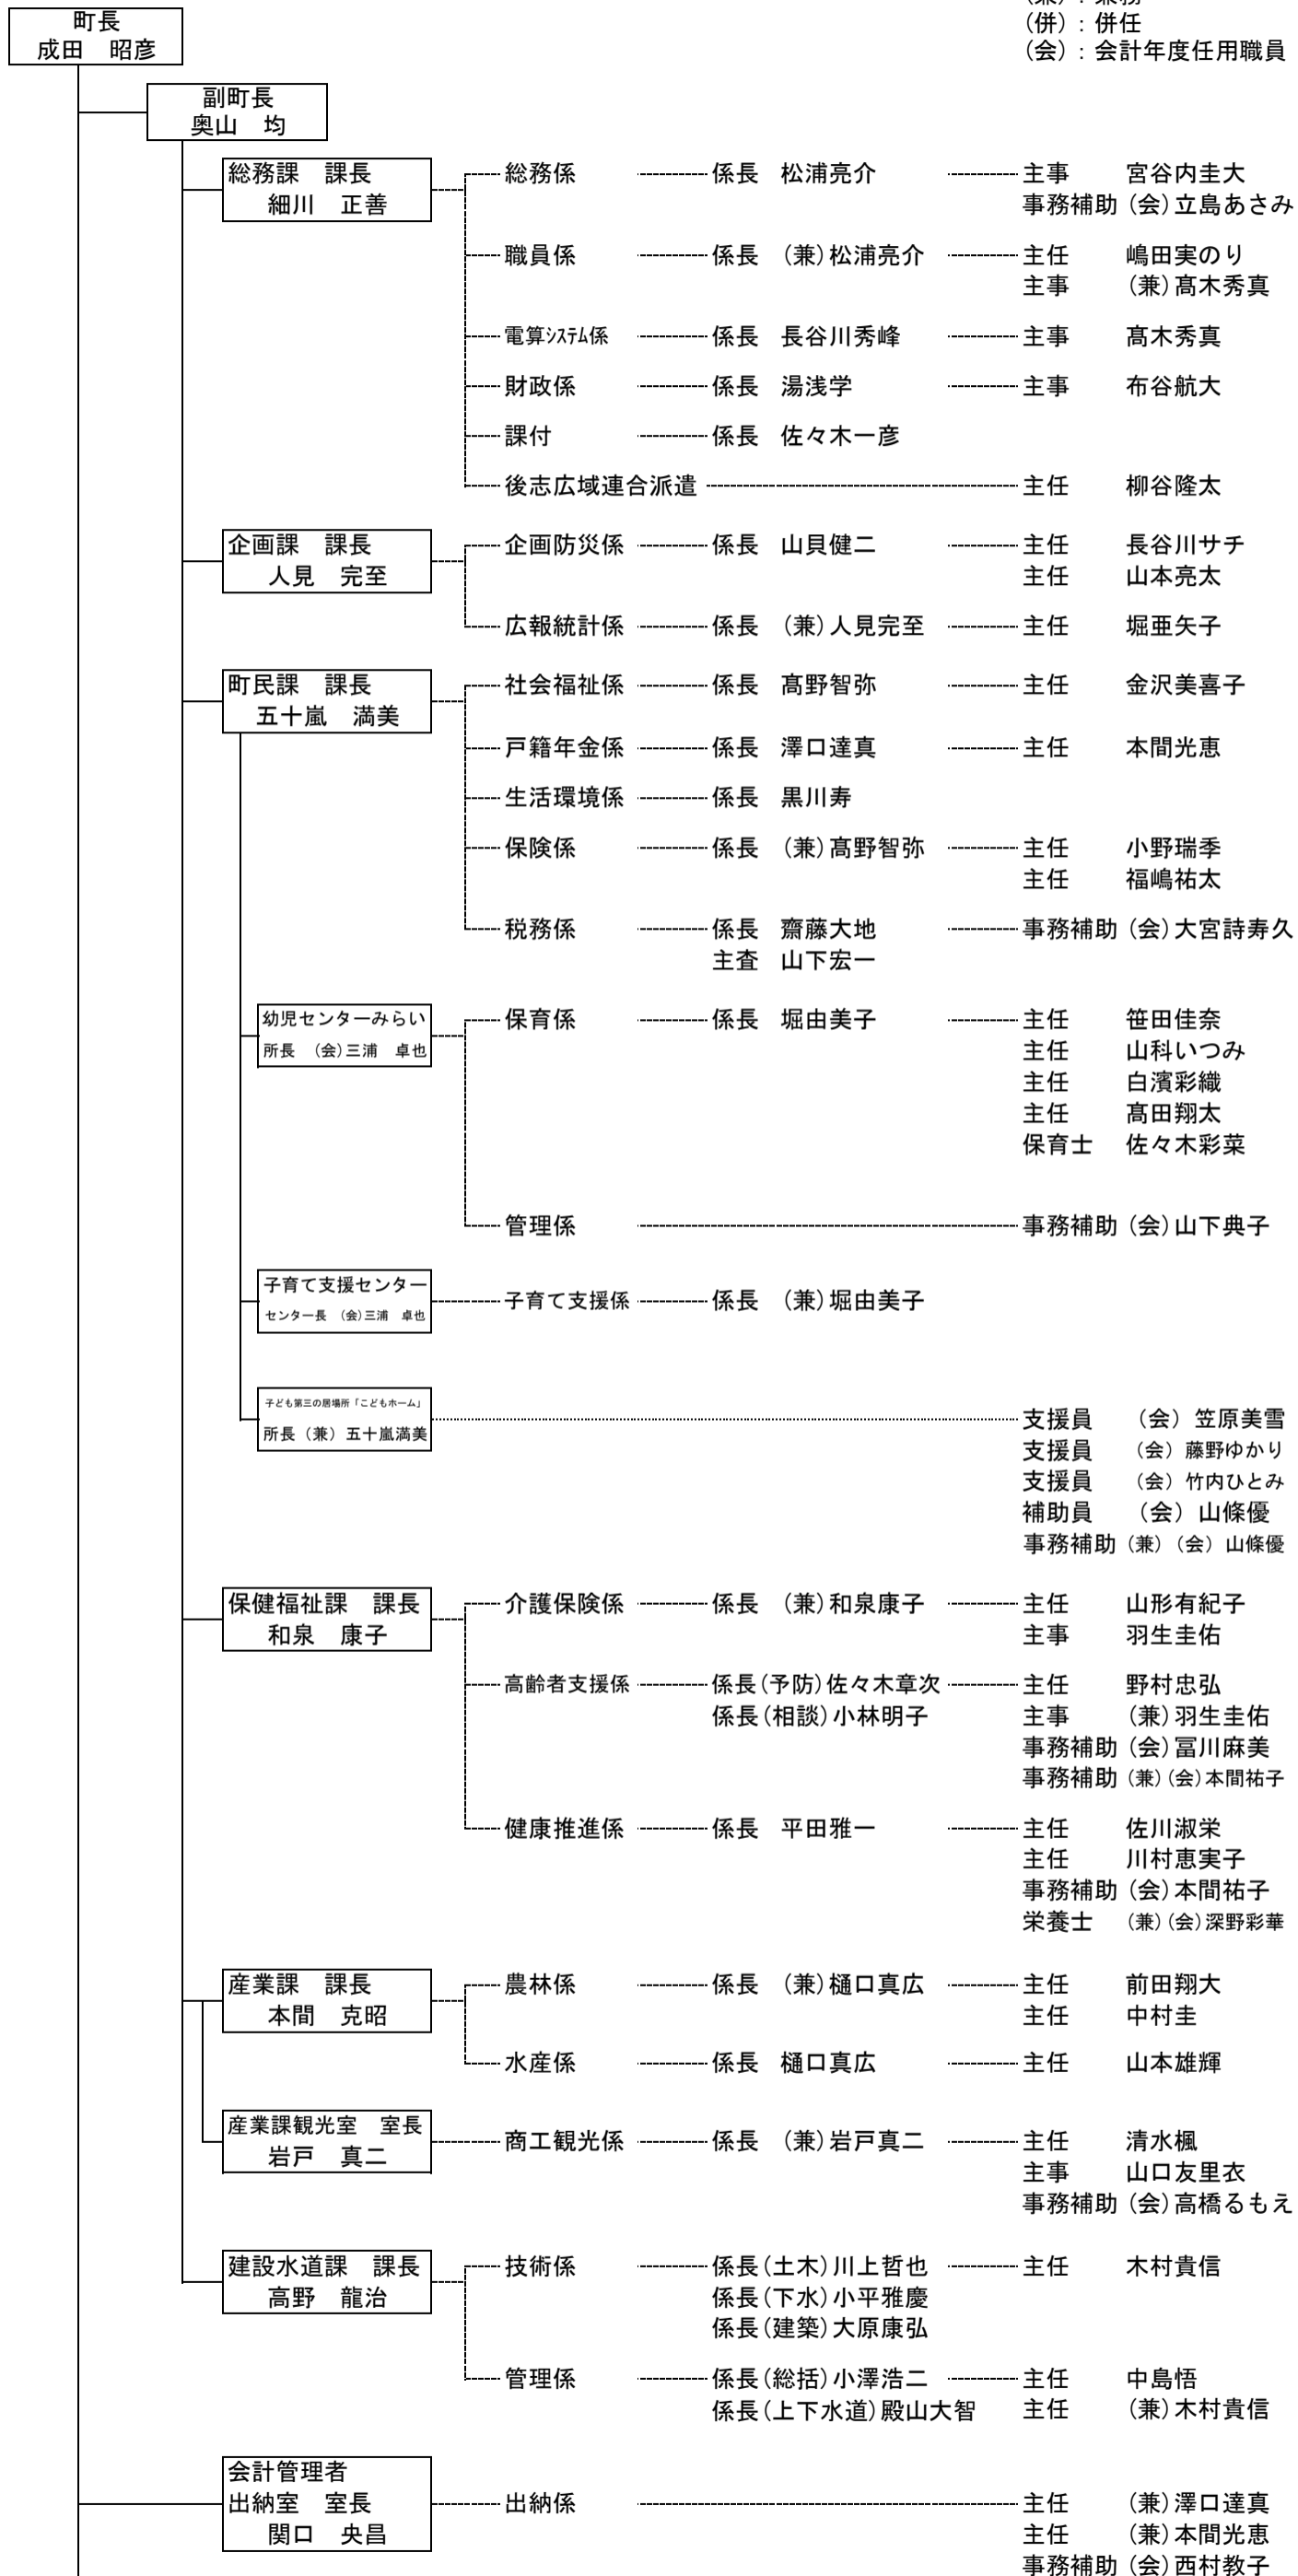 (兼)：兼務
町長
成田　昭彦
(併)：併任
(会)：会計年度任用職員
副町長
奥山　均
総務課　課長
細川　正善
総務係　係長　松浦亮介　主事　宮谷内圭大
事務補助 (会)立島あさみ
職員係　係長　(兼)松浦亮介　主任　嶋田実のり
主事　(兼)髙木秀真
電算ｼｽﾃﾑ係　係長　長谷川秀峰　主事　髙木秀真
財政係　係長　湯浅学　主事　布谷航大
課付　係長　佐々木一彦
後志広域連合派遣　主任　柳谷隆太
企画課　課長
人見　完至
企画防災係　係長　山貝健二　主任　長谷川サチ
主任　山本亮太
広報統計係　係長　(兼)人見完至　主任　堀亜矢子
町民課　課長
五十嵐　満美
社会福祉係　係長　髙野智弥　主任　金沢美喜子
戸籍年金係　係長　澤口達真　主任　本間光恵
生活環境係　係長　黒川寿
保険係　係長　(兼)髙野智弥　主任　小野瑞季
主任　福嶋祐太
税務係　係長　齋藤大地　事務補助 (会)大宮詩寿久
主査　山下宏一
幼児センターみらい
所長　(会)三浦　卓也
保育係　係長　堀由美子　主任　笹田佳奈
主任　山科いつみ
主任　白濱彩織
主任　髙田翔太
保育士　佐々木彩菜
管理係　事務補助 (会)山下典子
子育て支援センター
センター長　(会)三浦　卓也
子育て支援係　係長　(兼)堀由美子
子ども第三の居場所「こどもホーム」
所長（兼）五十嵐満美
支援員　（会）笠原美雪
支援員　（会）藤野ゆかり
支援員　（会）竹内ひとみ
補助員　（会）山條優
事務補助（兼）（会）山條優
保健福祉課　課長
和泉　康子
介護保険係　係長　(兼)和泉康子　主任　山形有紀子
主事　羽生圭佑
高齢者支援係　係長(予防)佐々木章次　主任　野村忠弘
係長(相談)小林明子　主事　(兼)羽生圭佑
事務補助 (会)冨川麻美
事務補助 (兼)(会)本間祐子
健康推進係　係長　平田雅一　主任　佐川淑栄
主任　川村恵実子
事務補助 (会)本間祐子
栄養士　(兼)(会)深野彩華
産業課　課長
本間　克昭
農林係　係長　(兼)樋口真広　主任　前田翔大
主任　中村圭
水産係　係長　樋口真広　主任　山本雄輝
産業課観光室　室長
岩戸　真二
商工観光係　係長　(兼)岩戸真二　主任　清水楓
主事　山口友里衣
事務補助 (会)高橋るもえ
建設水道課　課長
高野　龍治
技術係　係長(土木)川上哲也　主任　木村貴信
係長(下水)小平雅慶
係長(建築)大原康弘
管理係　係長(総括)小澤浩二　主任　中島悟
係長(上下水道)殿山大智　主任　(兼)木村貴信
会計管理者
出納室　室長
関口　央昌
出納係　主任　(兼)澤口達真
主任　(兼)本間光恵
事務補助 (会)西村教子